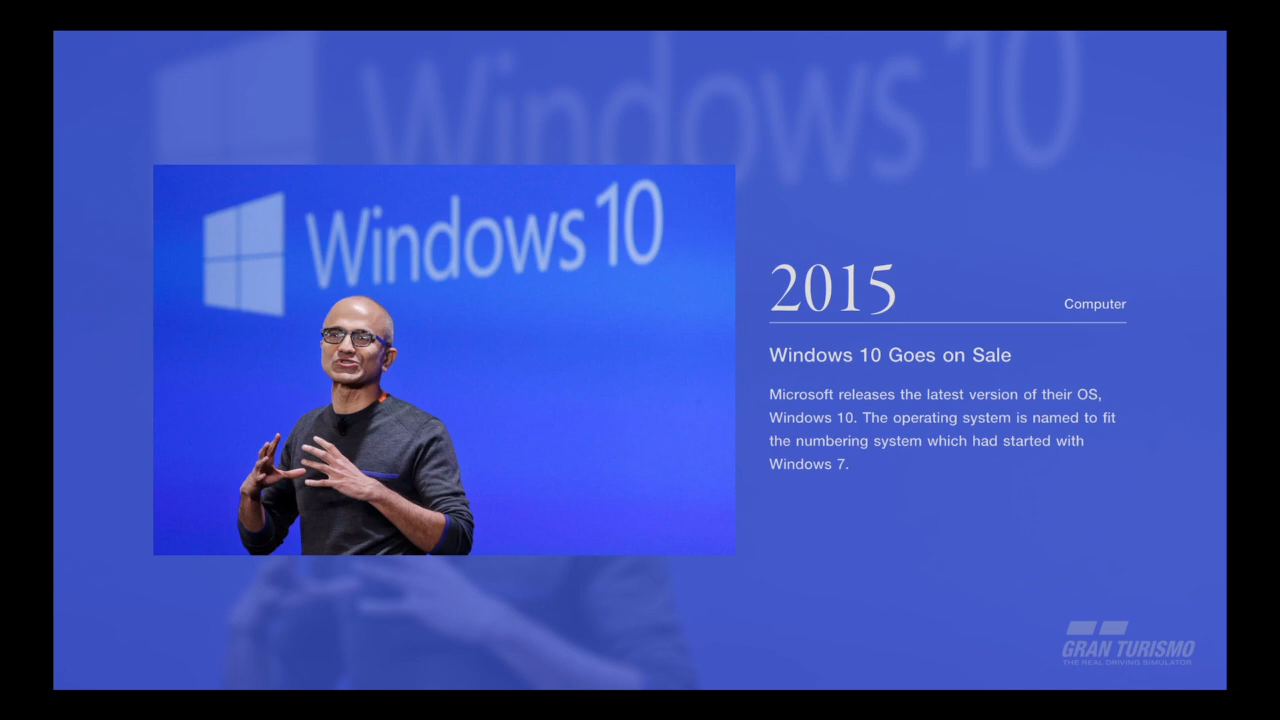 Windows 10
Windows 10
2015
Computer
Windows 10 Goes on Sale
Microsoft releases the latest version of their OS,
Windows 10. The operating system is named to fit
the numbering system which had started with
Windows 7.
GRAN TURISMO
THE REAL DRIVING SIMULATOR